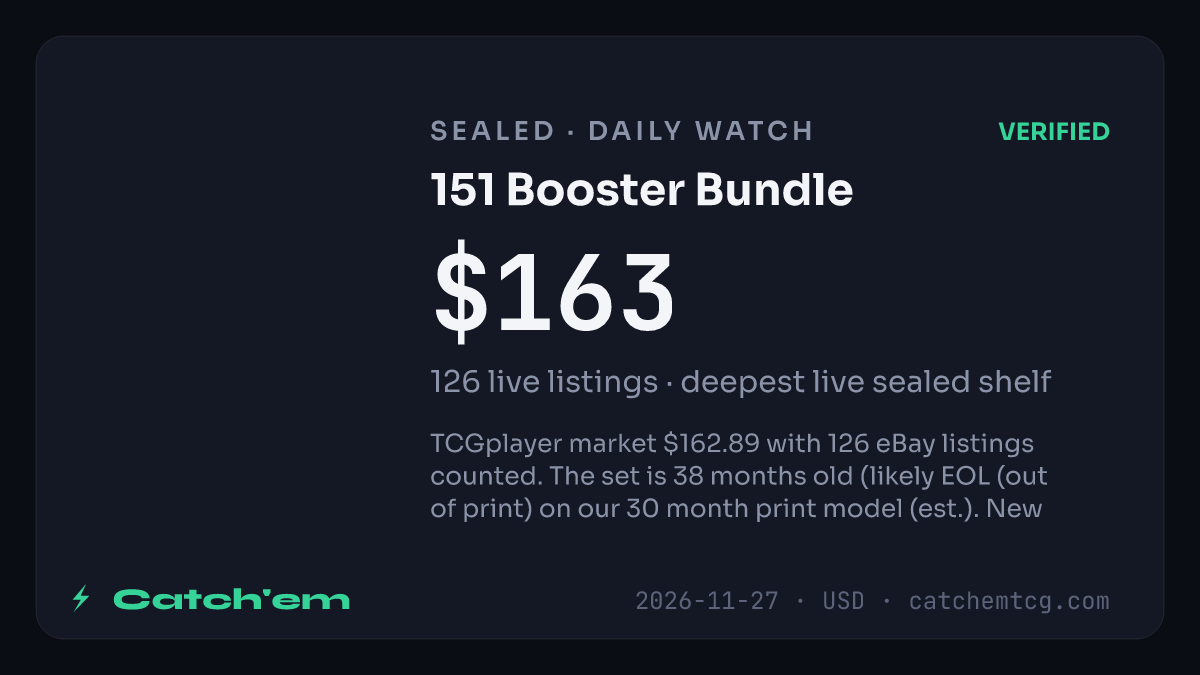 SEALED · DAILY WATCH
VERIFIED
151 Booster Bundle
$163
126 live listings · deepest live sealed shelf
TCGplayer market $162.89 with 126 eBay listings
counted. The set is 38 months old (likely EOL (out
of print) on our 30 month print model (est.). New
Catch'em
2026-11-27 · USD · catchemtcg.com